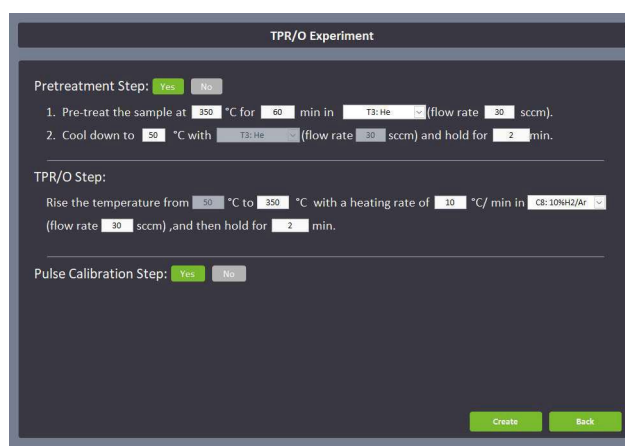 TPR/O Experiment
Pretreatment Step: Yes No
1. Pre-treat the sample at 350 °C for 60 min in T3: He (flow rate 30 sccm).
2. Cool down to 50 °C with T3: He (flow rate 30 sccm) and hold for 2 min.
TPR/O Step:
Rise the temperature from 50 °C to 350 °C with a heating rate of 10 °C/ min in C8: 10%H2/Ar
(flow rate 30 sccm) ,and then hold for 2 min.
Pulse Calibration Step: Yes No
Create Back